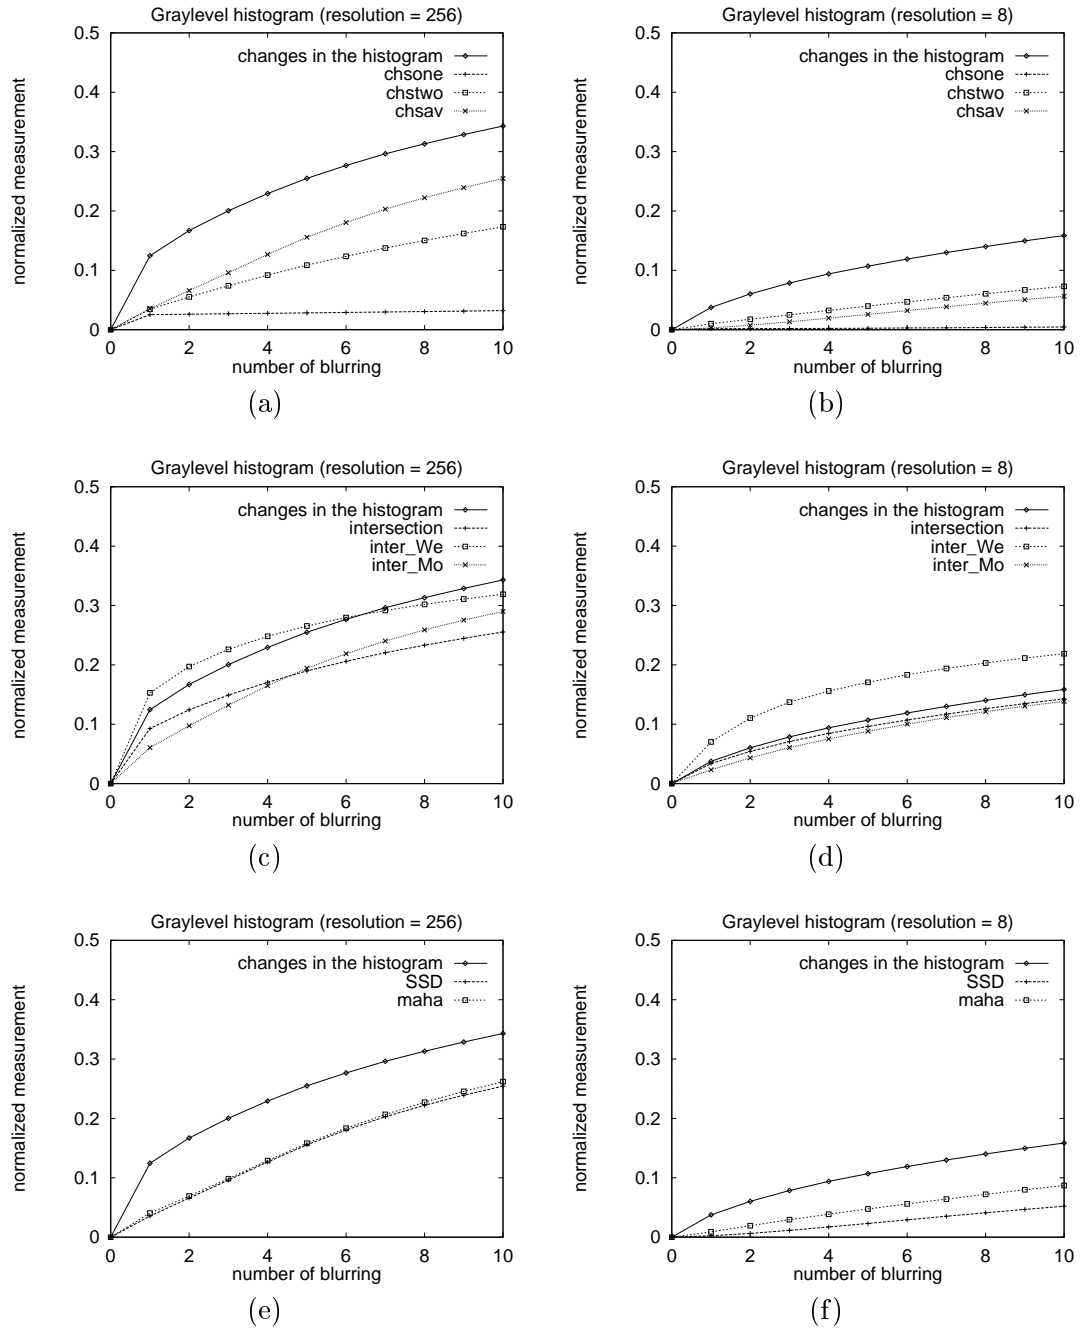 Graylevel histogram (resolution = 256)
0.5
0.4
0.3
0.2
0.1
0
normalized measurement
changes in the histogram
chsone
chstwo
chsav
0 2 4 6 8 10
number of blurring
(a)
Graylevel histogram (resolution = 8)
0.5
0.4
0.3
0.2
0.1
0
normalized measurement
changes in the histogram
chsone
chstwo
chsav
0 2 4 6 8 10
number of blurring
(b)
Graylevel histogram (resolution = 256)
0.5
0.4
0.3
0.2
0.1
0
normalized measurement
changes in the histogram
intersection
inter_We
inter_Mo
0 2 4 6 8 10
number of blurring
(c)
Graylevel histogram (resolution = 8)
0.5
0.4
0.3
0.2
0.1
0
normalized measurement
changes in the histogram
intersection
inter_We
inter_Mo
0 2 4 6 8 10
number of blurring
(d)
Graylevel histogram (resolution = 256)
0.5
0.4
0.3
0.2
0.1
0
normalized measurement
changes in the histogram
SSD
maha
0 2 4 6 8 10
number of blurring
(e)
Graylevel histogram (resolution = 8)
0.5
0.4
0.3
0.2
0.1
0
normalized measurement
changes in the histogram
SSD
maha
0 2 4 6 8 10
number of blurring
(f)